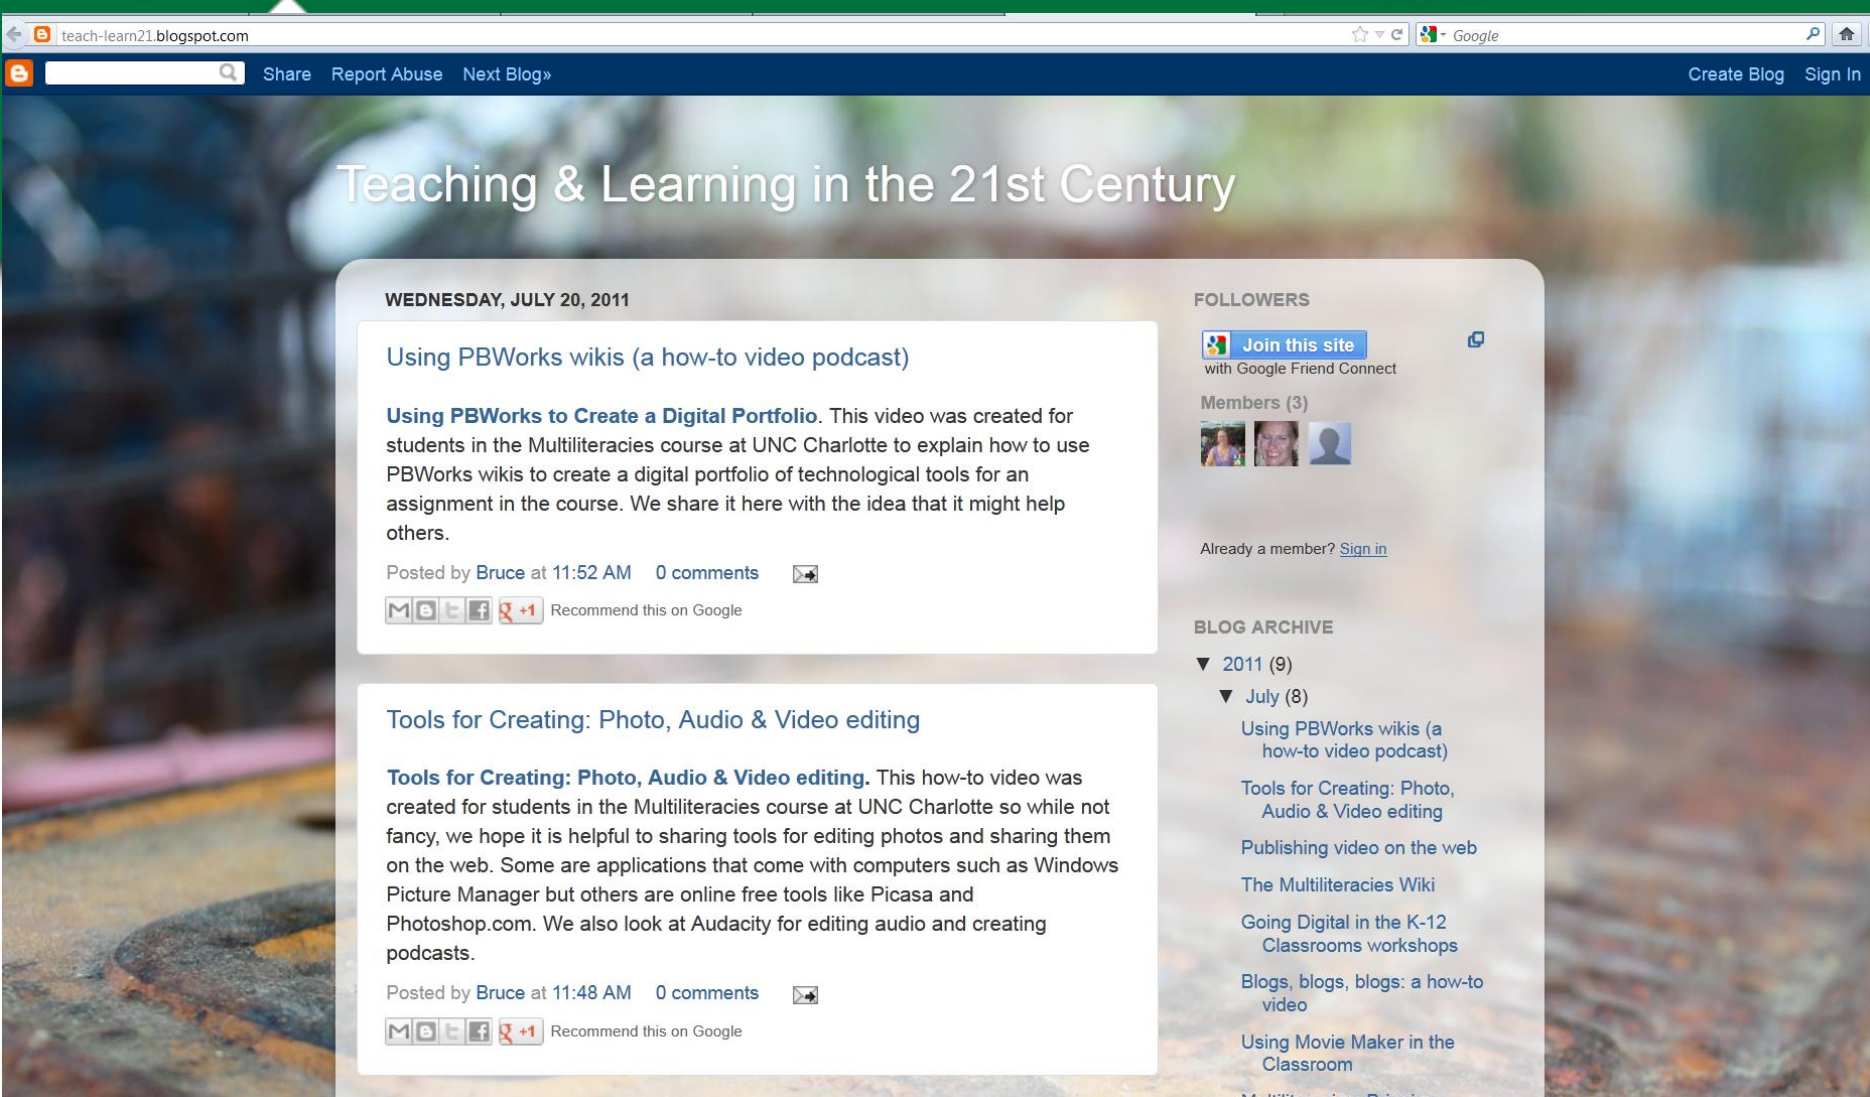 teach-learn21.blogspot.com
Google
Share Report Abuse Next Blog»
Create Blog Sign In
Teaching & Learning in the 21st Century
WEDNESDAY, JULY 20, 2011
Using PBWorks wikis (a how-to video podcast)
Using PBWorks to Create a Digital Portfolio. This video was created for
students in the Multiliteracies course at UNC Charlotte to explain how to use
PBWorks wikis to create a digital portfolio of technological tools for an
assignment in the course. We share it here with the idea that it might help
others.
Posted by Bruce at 11:52 AM 0 comments
+1 Recommend this on Google
Tools for Creating: Photo, Audio & Video editing
Tools for Creating: Photo, Audio & Video editing. This how-to video was
created for students in the Multiliteracies course at UNC Charlotte so while not
fancy, we hope it is helpful to sharing tools for editing photos and sharing them
on the web. Some are applications that come with computers such as Windows
Picture Manager but others are online free tools like Picasa and
Photoshop.com. We also look at Audacity for editing audio and creating
podcasts.
Posted by Bruce at 11:48 AM 0 comments
+1 Recommend this on Google
FOLLOWERS
Join this site
with Google Friend Connect
Members (3)
Already a member? Sign in
BLOG ARCHIVE
▼ 2011 (9)
▼ July (8)
Using PBWorks wikis (a
how-to video podcast)
Tools for Creating: Photo,
Audio & Video editing
Publishing video on the web
The Multiliteracies Wiki
Going Digital in the K-12
Classrooms workshops
Blogs, blogs, blogs: a how-to
video
Using Movie Maker in the
Classroom